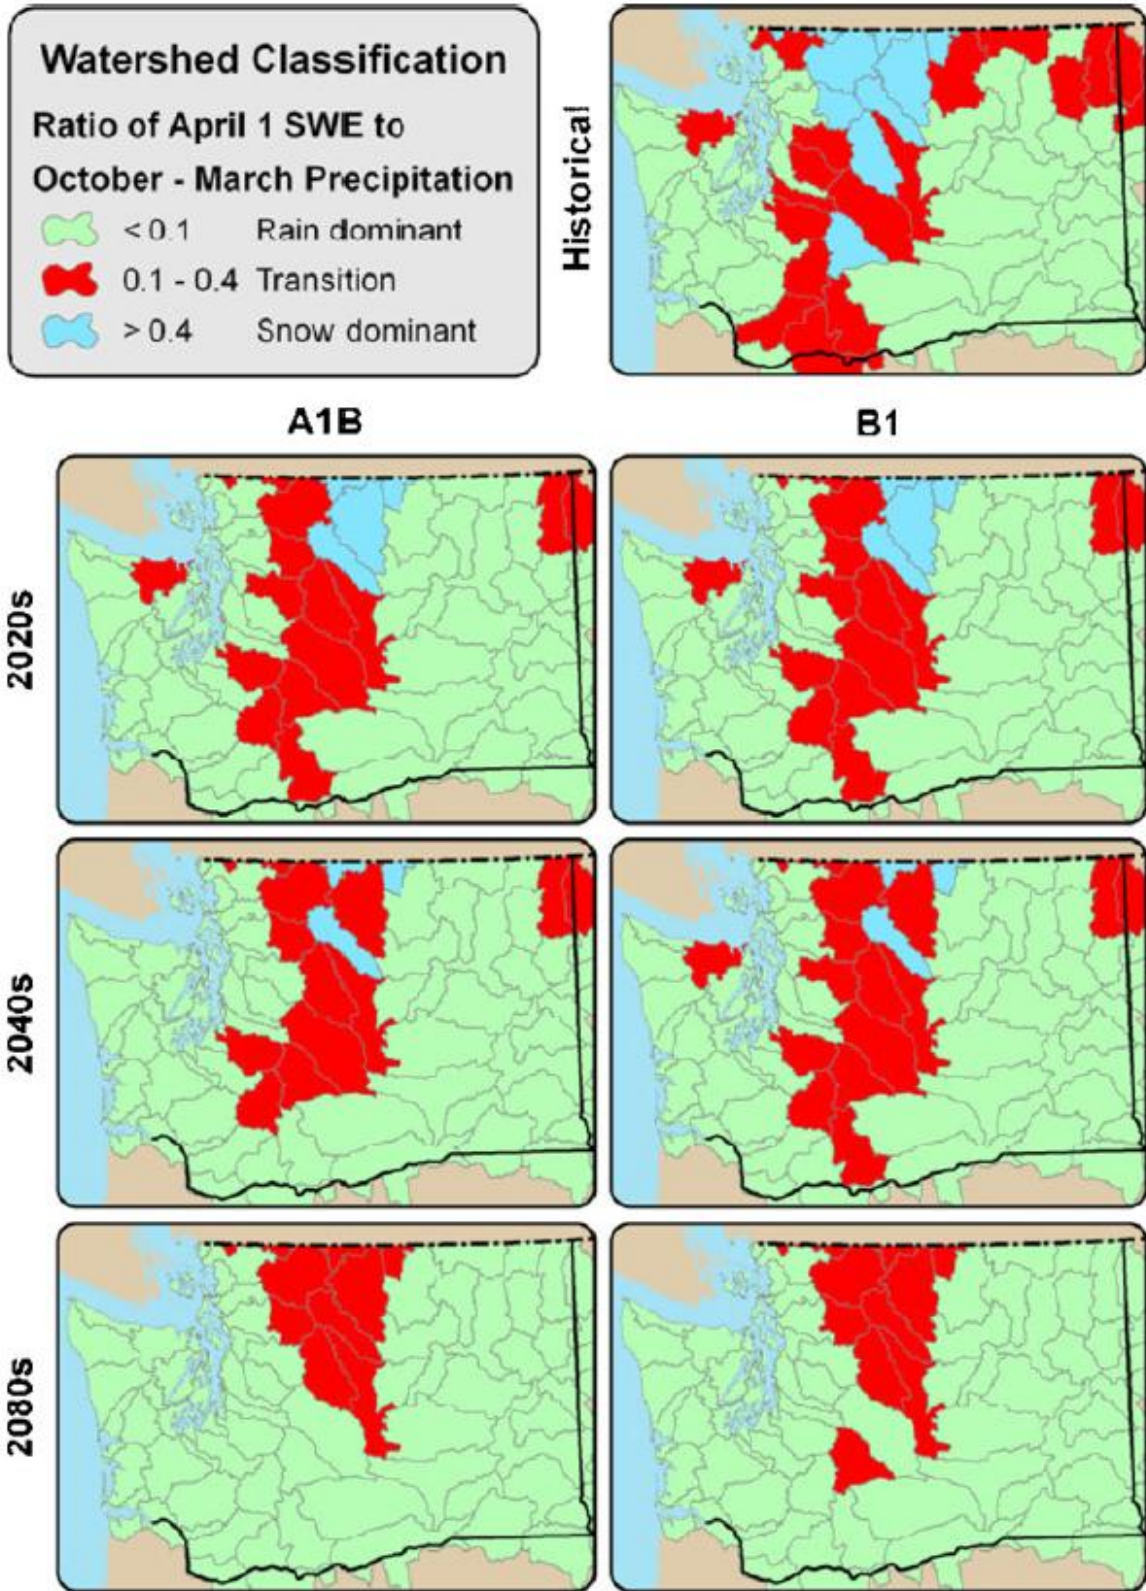 Watershed Classification
Ratio of April 1 SWE to
October - March Precipitation
< 0.1 Rain dominant
0.1 - 0.4 Transition
> 0.4 Snow dominant
Historical
A1B
B1
2020s
2040s
2080s